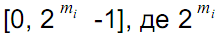 [0, 2^{m_i} -1], де 2^{m_i}